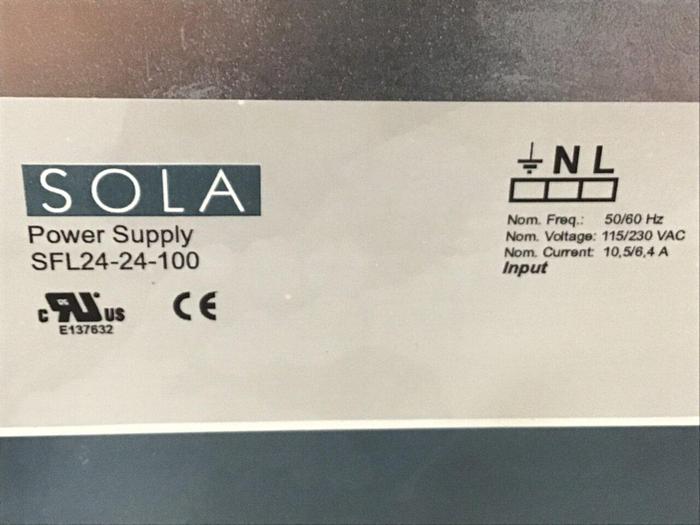 SOLA
Power Supply
SFL24-24-100
c RU US
E137632
CE
N L
Nom. Freq.: 50/60 Hz
Nom. Voltage: 115/230 VAC
Nom. Current: 10,5/6,4 A
Input